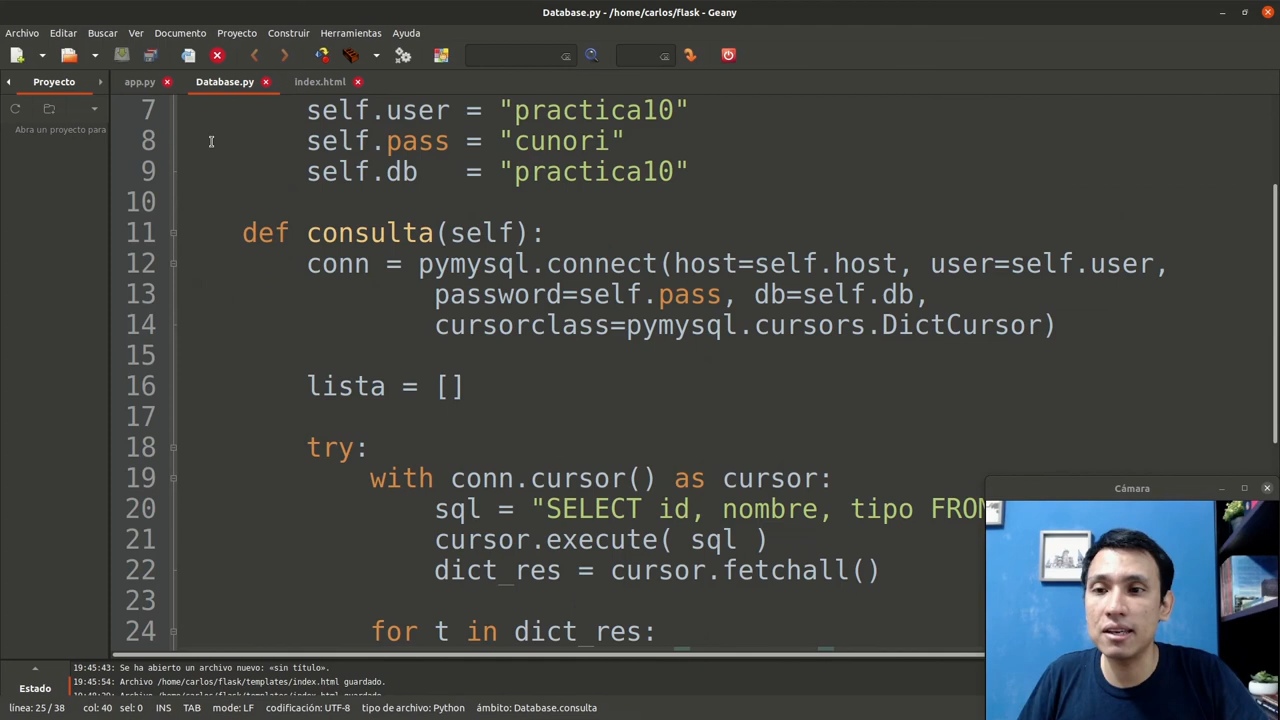 Database.py - /home/carlos/flask - Geany
Archivo Editar Buscar Ver Documento Proyecto Construir Herramientas Ayuda
Proyecto app.py Database.py index.html
Abra un proyecto para
7 self.user = "practica10"
8 self.pass = "cunori"
9 self.db = "practica10"
10
11 def consulta(self):
12 conn = pymysql.connect(host=self.host, user=self.user,
13 password=self.pass, db=self.db,
14 cursorclass=pymysql.cursors.DictCursor)
15
16 lista = []
17
18 try:
19 with conn.cursor() as cursor:
20 sql = "SELECT id, nombre, tipo FROM
21 cursor.execute( sql )
22 dict_res = cursor.fetchall()
23
24 for t in dict_res:
Cámara
19:45:43: Se ha abierto un archivo nuevo: «sin título».
19:45:54: Archivo /home/carlos/flask/templates/index.html guardado.
Estado
línea: 25 / 38 col: 40 sel: 0 INS TAB mode: LF codificación: UTF-8 tipo de archivo: Python ámbito: Database.consulta